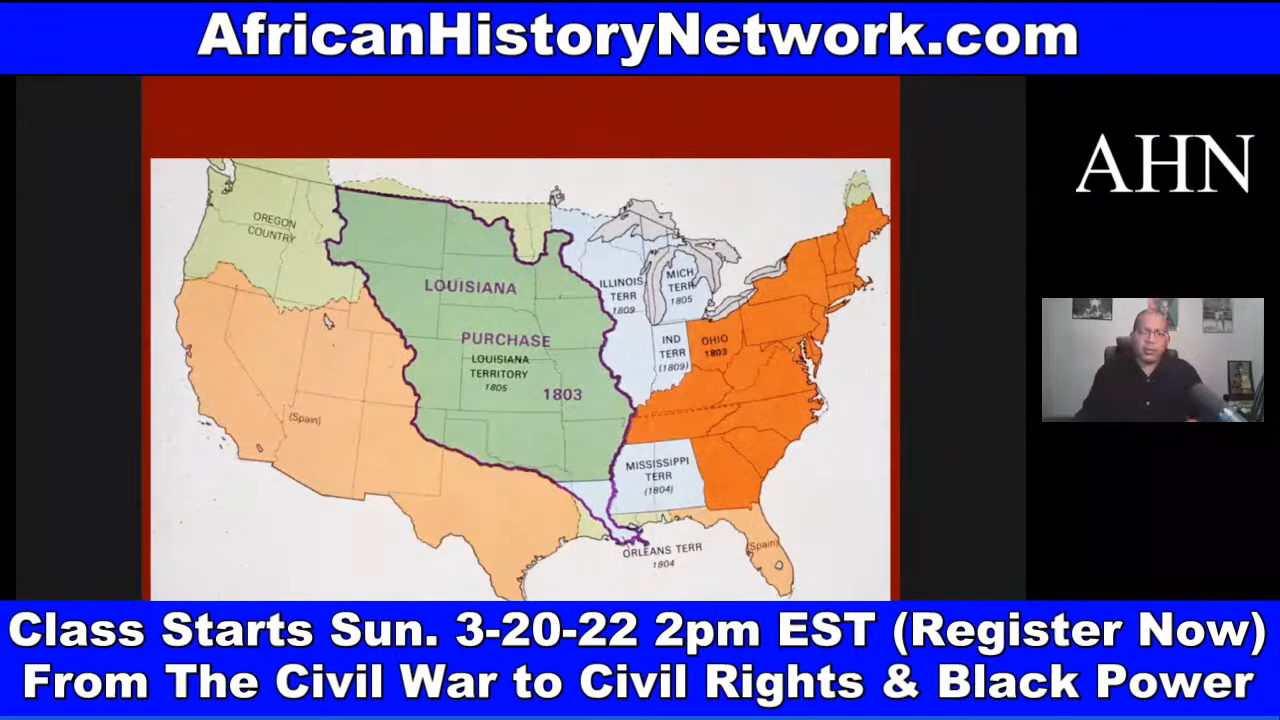 AfricanHistoryNetwork.com
AHN
OREGON
COUNTRY
LOUISIANA
PURCHASE
LOUISIANA
TERRITORY
1805
1803
ILLINOIS
TERR
1809
MICH
TERR
1805
IND
TERR
(1809)
OHIO
1803
(Spain)
MISSISSIPPI
TERR
(1804)
ORLEANS TERR
1804
(Spain)
Class Starts Sun. 3-20-22 2pm EST (Register Now)
From The Civil War to Civil Rights & Black Power